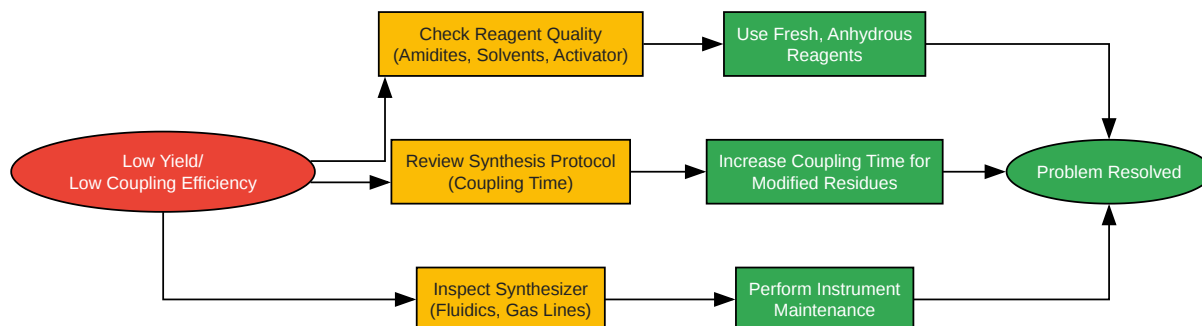 Check Reagent Quality
(Amidites, Solvents, Activator)
Use Fresh, Anhydrous
Reagents
Low Yield/
Low Coupling Efficiency
Review Synthesis Protocol
(Coupling Time)
Increase Coupling Time for
Modified Residues
Problem Resolved
Inspect Synthesizer
(Fluidics, Gas Lines)
Perform Instrument
Maintenance